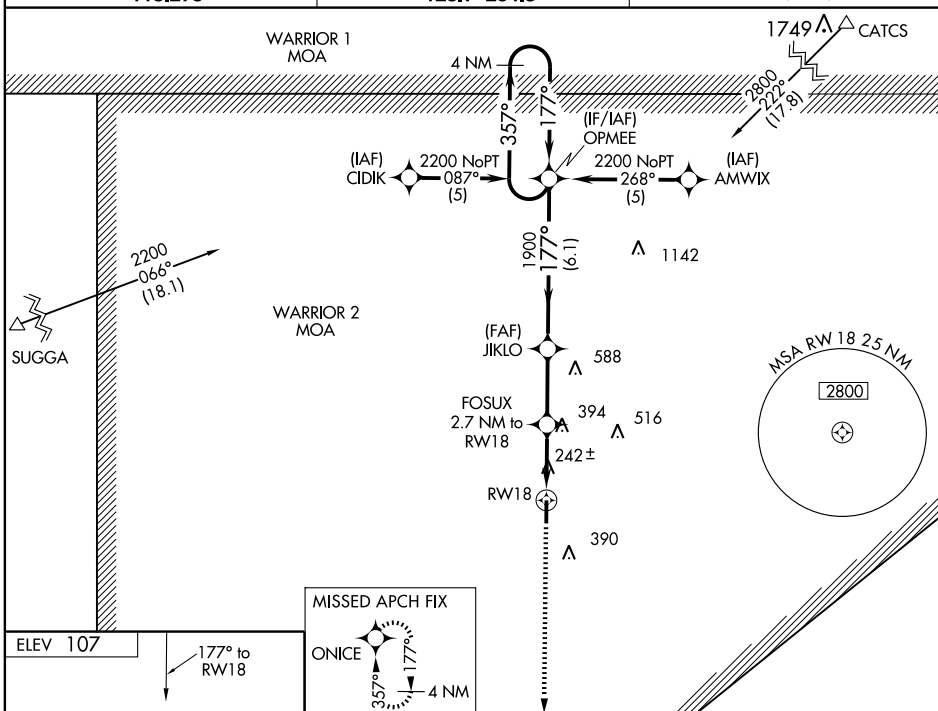 WARRIOR 1
MOA
4 NM
357°
177°
1749
CATCS
2800
222°
(17.8)
(IF/IAF)
OPMEE
(IAF)
CIDIK
2200 NoPT
087°
(5)
2200 NoPT
268°
(5)
(IAF)
AMWIX
1900
177°
(6.1)
1142
2200
066°
(18.1)
SUGGA
WARRIOR 2
MOA
(FAF)
JIKLO
588
FOSUX
2.7 NM to
RW18
394
516
242±
RW18
390
MSA RW 18 25 NM
2800
MISSED APCH FIX
ONICE
177°
357°
4 NM
ELEV 107
177° to
RW18